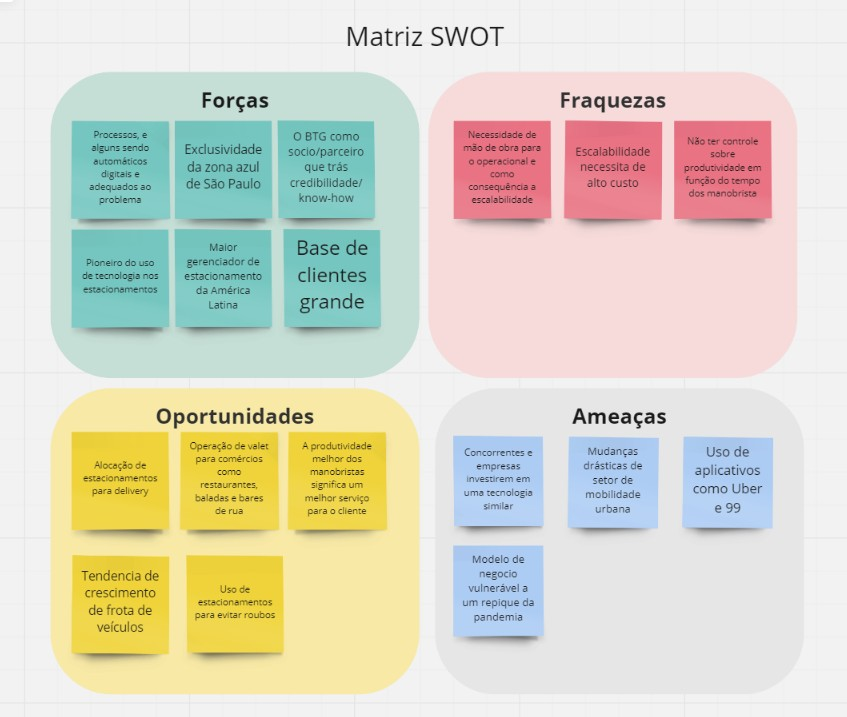 Matriz SWOT
Forças
Processos, e
alguns sendo
automáticos
digitais e
adequados ao
problema
Exclusividade
da zona azul
de São Paulo
O BTG como
socio/parceiro
que trás
credibilidade/
know-how
Pioneiro do uso
de tecnologia nos
estacionamentos
Maior
gerenciador de
estacionamento
da América
Latina
Base de
clientes
grande
Fraquezas
Necessidade de
mão de obra para
o operacional e
como
consequência a
escalabilidade
Escalabilidade
necessita de
alto custo
Não ter controle
sobre
produtividade em
função do tempo
dos manobrista
Oportunidades
Alocação de
estacionamentos
para delivery
Operação de valet
para comércios
como
restaurantes,
baladas e bares
de rua
A produtividade
melhor dos
manobristas
significa um
melhor serviço
para o cliente
Tendencia de
crescimento
de frota de
veículos
Uso de
estacionamentos
para evitar roubos
Ameaças
Concorrentes e
empresas
investirem em
uma tecnologia
similar
Mudanças
drásticas de
setor de
mobilidade
urbana
Uso de
aplicativos
como Uber
e 99
Modelo de
negocio
vulnerável a
um repique da
pandemia